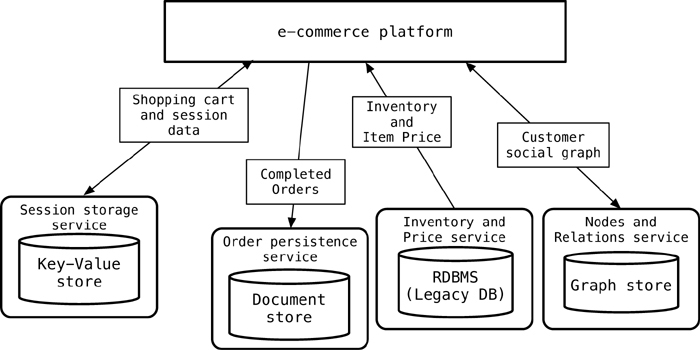 e-commerce platform
Shopping cart
and session
data
Inventory
and
Item Price
Customer
social graph
Completed
Orders
Session storage
service
Key-Value
store
Order persistence
service
Document
store
Inventory and
Price service
RDBMS
(Legacy DB)
Nodes and
Relations service
Graph store